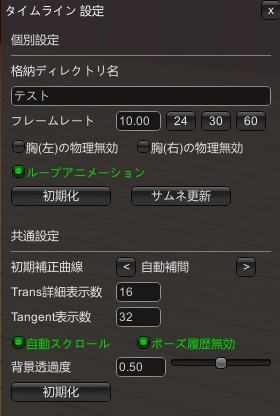 タイムライン 設定 x
個別設定
格納ディレクトリ名
テスト
フレームレート 10.00 24 30 60
胸(左)の物理無効 胸(右)の物理無効
ループアニメーション
初期化 サムネ更新
共通設定
初期補正曲線 < 自動補間 >
Trans詳細表示数 16
Tangent表示数 32
自動スクロール ポーズ履歴無効
背景透過度 0.50
初期化